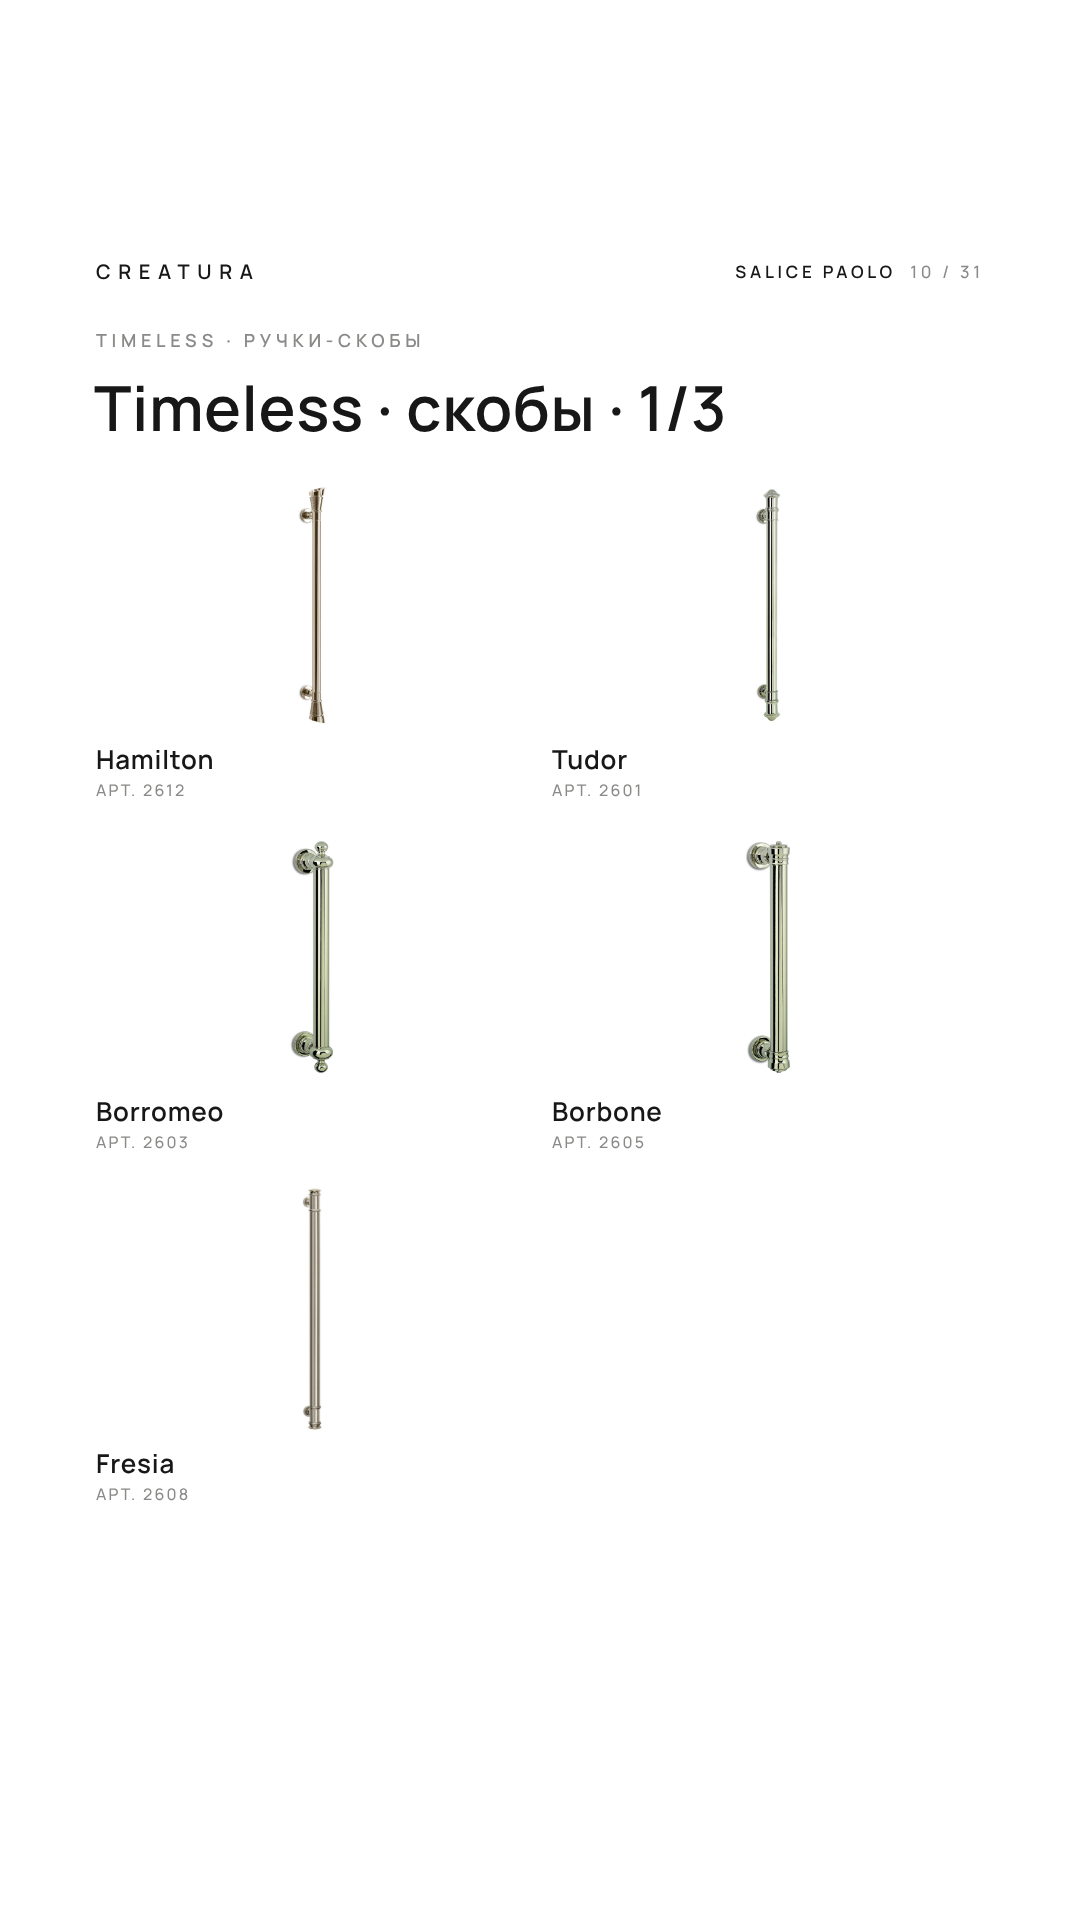 CREATURA
SALICE PAOLO 10 / 31
TIMELESS · РУЧКИ-СКОБЫ
Timeless · скобы · 1/3
Hamilton
АРТ. 2612
Tudor
АРТ. 2601
Borromeo
АРТ. 2603
Borbone
АРТ. 2605
Fresia
АРТ. 2608